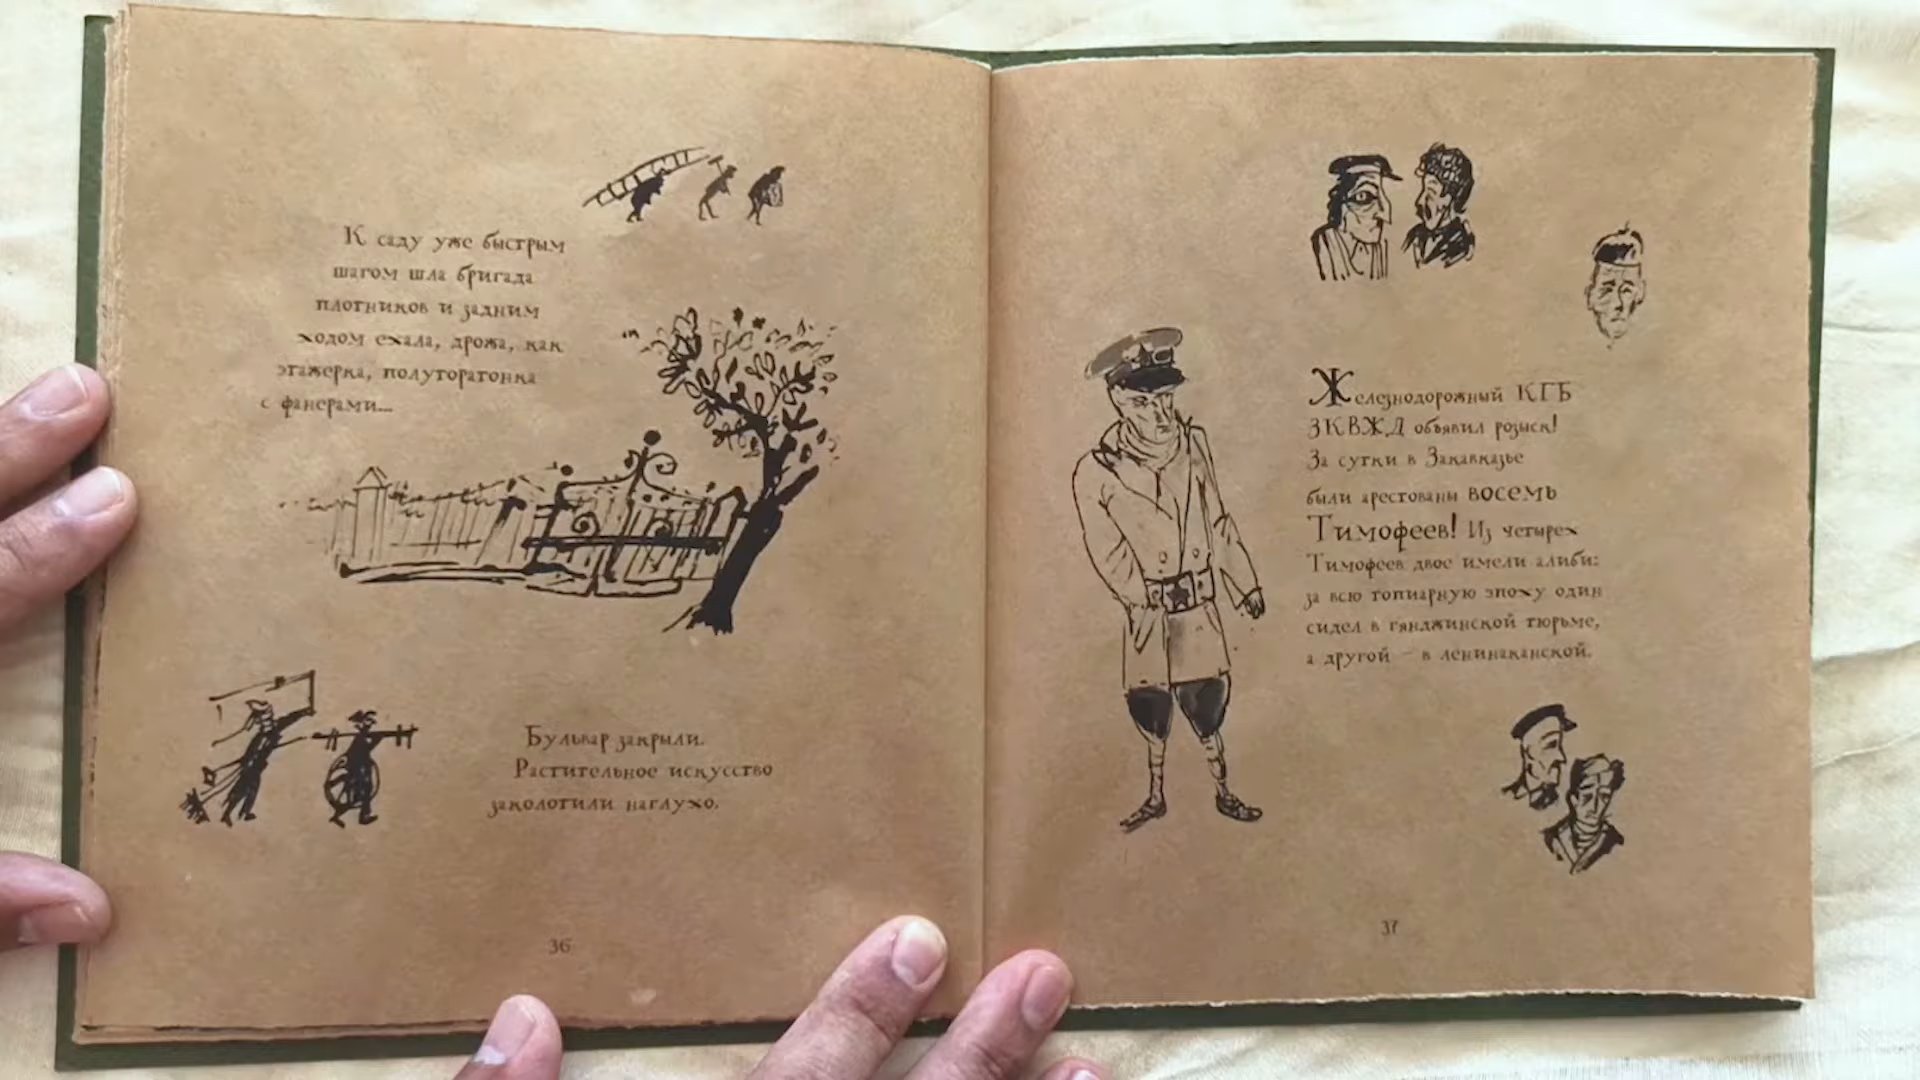 К саду уже быстрым
шагом шла бригада
плотников и задним
ходом ехала, дрожа, как
этажерка, полуторатонка
с фанерами...
Бульвар закрыли.
Растительное искусство
заколотили наглухо.
36
Железнодорожный КГБ
ЗКВЖД объявил розыск!
За сутки в Закавказье
были арестованы восемь
Тимофеев! Из четырех
Тимофеев двое имели алиби:
за всю топиарную эпоху один
сидел в гянджинской тюрьме,
а другой – в ленинаканской.
37